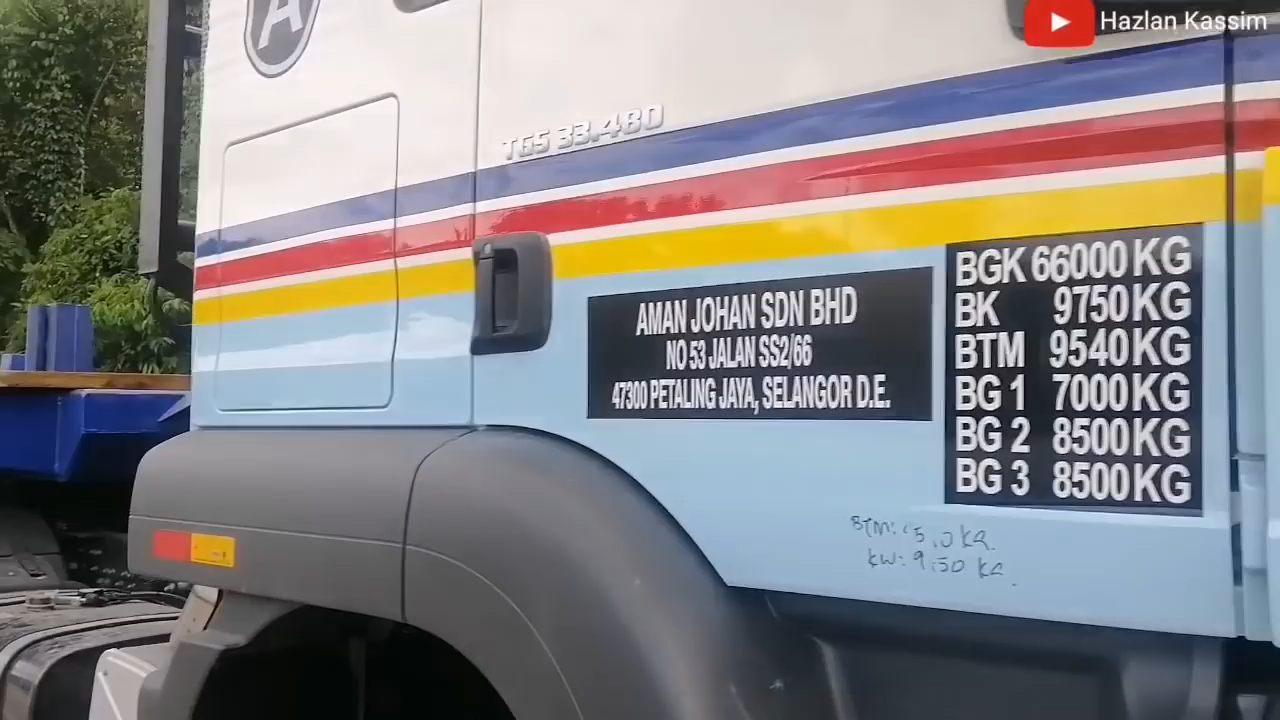 Hazlan Kassim
A
TGS 33.480
AMAN JOHAN SDN BHD
NO 53 JALAN SS2/66
47300 PETALING JAYA, SELANGOR D.E.
BGK 66000 KG
BK 9750 KG
BTM 9540 KG
BG 1 7000 KG
BG 2 8500 KG
BG 3 8500 KG
BTM:
KW: